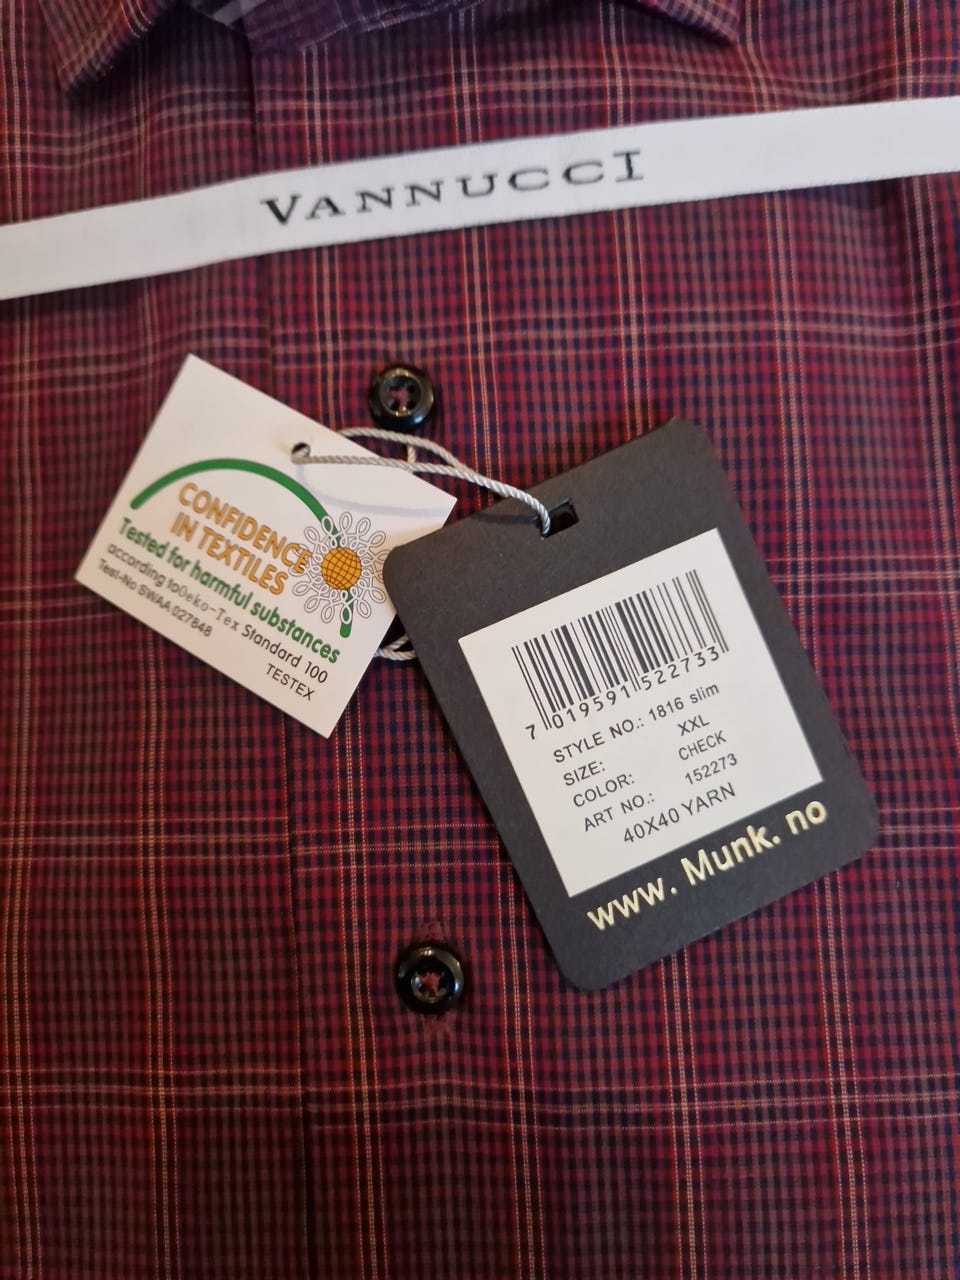 VANNUCCI
CONFIDENCE
IN TEXTILES
Tested for harmful substances
according toOeko-Tex Standard 100
Test-No SWAA 027848
TESTEX
7 019591 522733
STYLE NO.: 1816 slim
SIZE: XXL
COLOR: CHECK
ART NO.: 152273
40X40 YARN
www. Munk. no